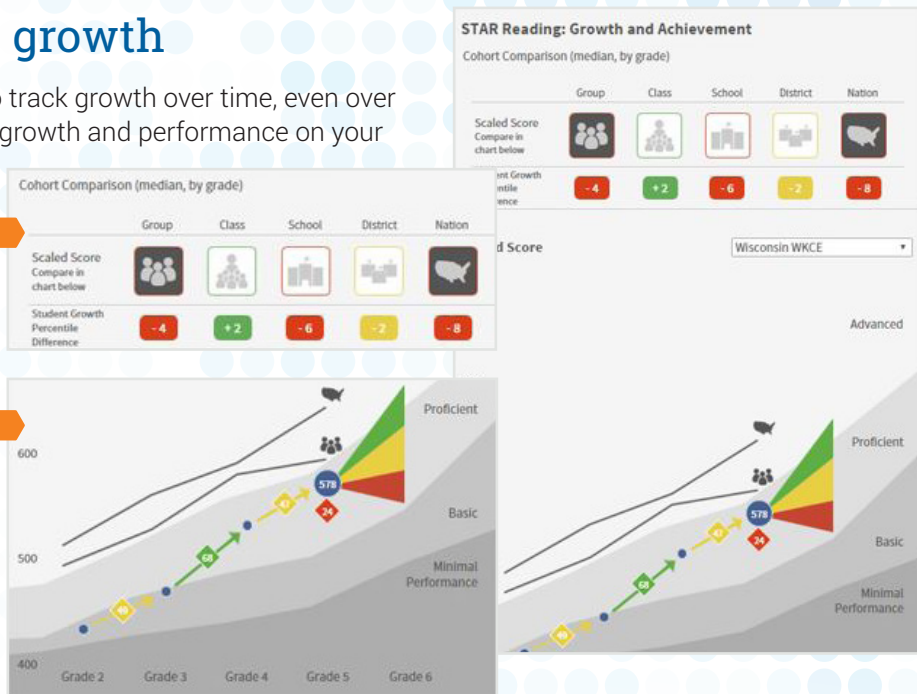 growth
track growth over time, even over
growth and performance on your
STAR Reading: Growth and Achievement
Cohort Comparison (median, by grade)
Group Class School District Nation
Scaled Score
Compare in
chart below
ent Growth
entile
rence
-4 +2 -6 -2 -8
d Score
Wisconsin WKCE
Advanced
Proficient
578
47
24
68
Basic
49
Minimal
Performance
Cohort Comparison (median, by grade)
Group Class School District Nation
Scaled Score
Compare in
chart below
Student Growth
Percentile
Difference
-4 +2 -6 -2 -8
Proficient
600
578
47
24
Basic
500
68
Minimal
Performance
49
400
Grade 2 Grade 3 Grade 4 Grade 5 Grade 6